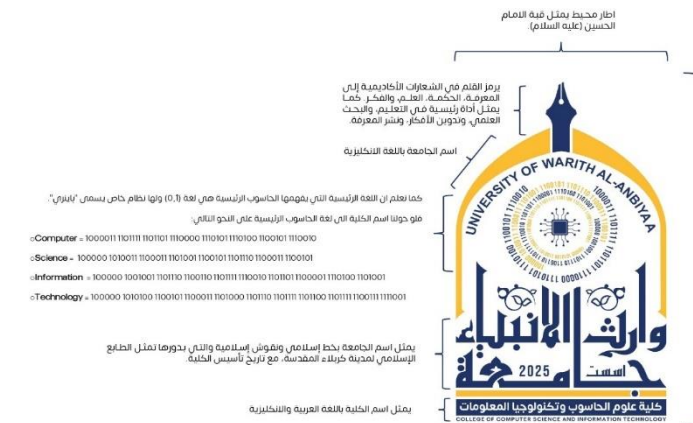 اطار محيط يمثل قبة الامام
الحسين (عليه السلام).
يرمز القلم في الشعارات الأكاديمية إلى
المعرفة، الحكمة، العلم، والفكر. كما
يمثل أداة رئيسية في التعليم، والبحث
العلمي، وتدوين الأفكار، ونشر المعرفة.
اسم الجامعة باللغة الانكليزية
كما نعلم ان اللغة الرئيسية التي يفهمها الحاسوب الرئيسية هي لغة (0,1) ولها نظام خاص يسمى "باينري".
فلو حولنا اسم الكلية الى لغة الحاسوب الرئيسية على النحو التالي:
Computer = 1000011 1101111 1101101 1110000 1110101 1110100 1100101 1110010
Science = 100000 1010011 1100011 1101001 1100101 1101110 1100011 1100101
Information = 100000 1001001 1101110 1100110 1101111 1110010 1101101 1100001 1110100 1101001
Technology = 100000 1010100 1100101 1100011 1101000 1101110 1101111 1101100 1101111 1100111 1111001
يمثل اسم الجامعة بخط إسلامي ونقوش إسلامية والتي بدورها تمثل الطابع
الإسلامي لمدينة كربلاء المقدسة، مع تاريخ تأسيس الكلية.
يمثل اسم الكلية باللغة العربية والانكليزية
UNIVERSITY OF WARITH AL-ANBIYAA
وارث الانبياء
جامعة
اسست 2025
كلية علوم الحاسوب وتكنولوجيا المعلومات
COLLEGE OF COMPUTER SCIENCE AND INFORMATION TECHNOLOGY